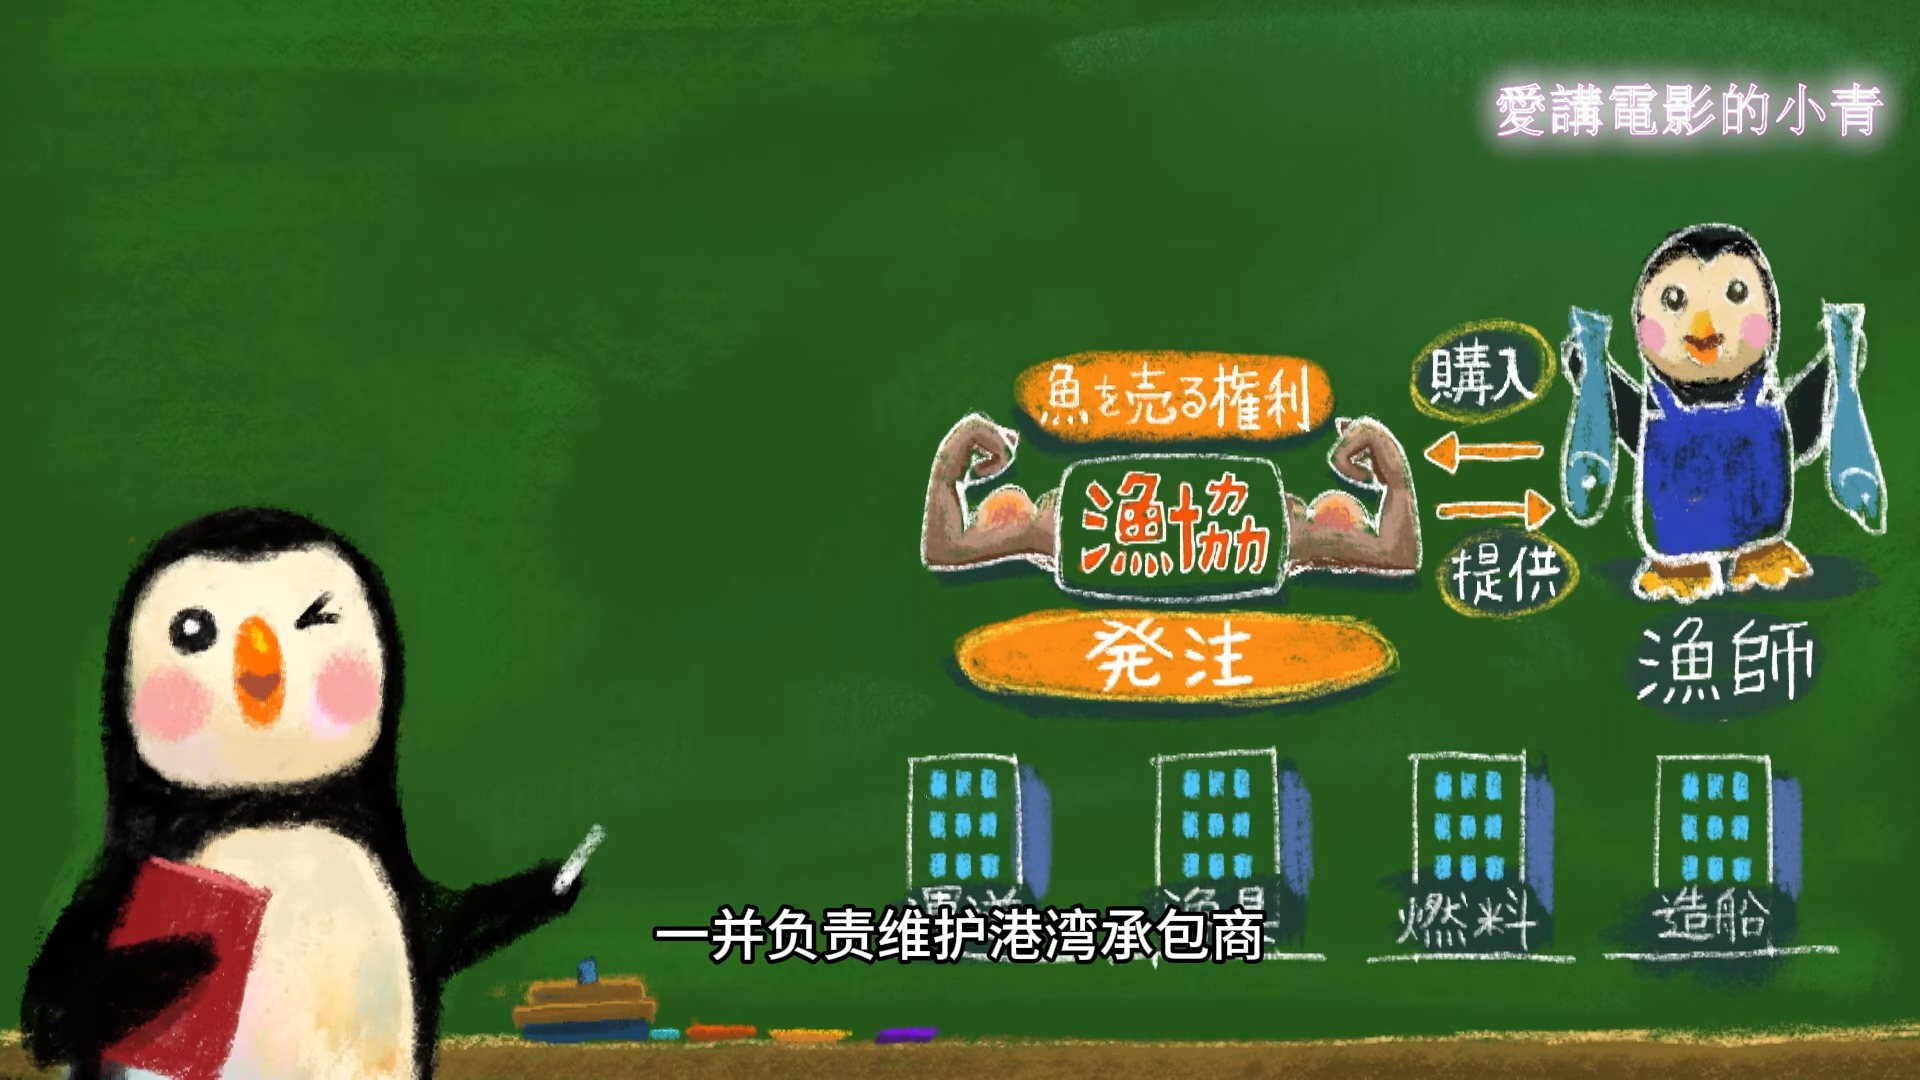 愛講電影的小青
魚を売る権利
購入
漁協
提供
発注
漁師
燃料
造船
一并负责维护港湾承包商